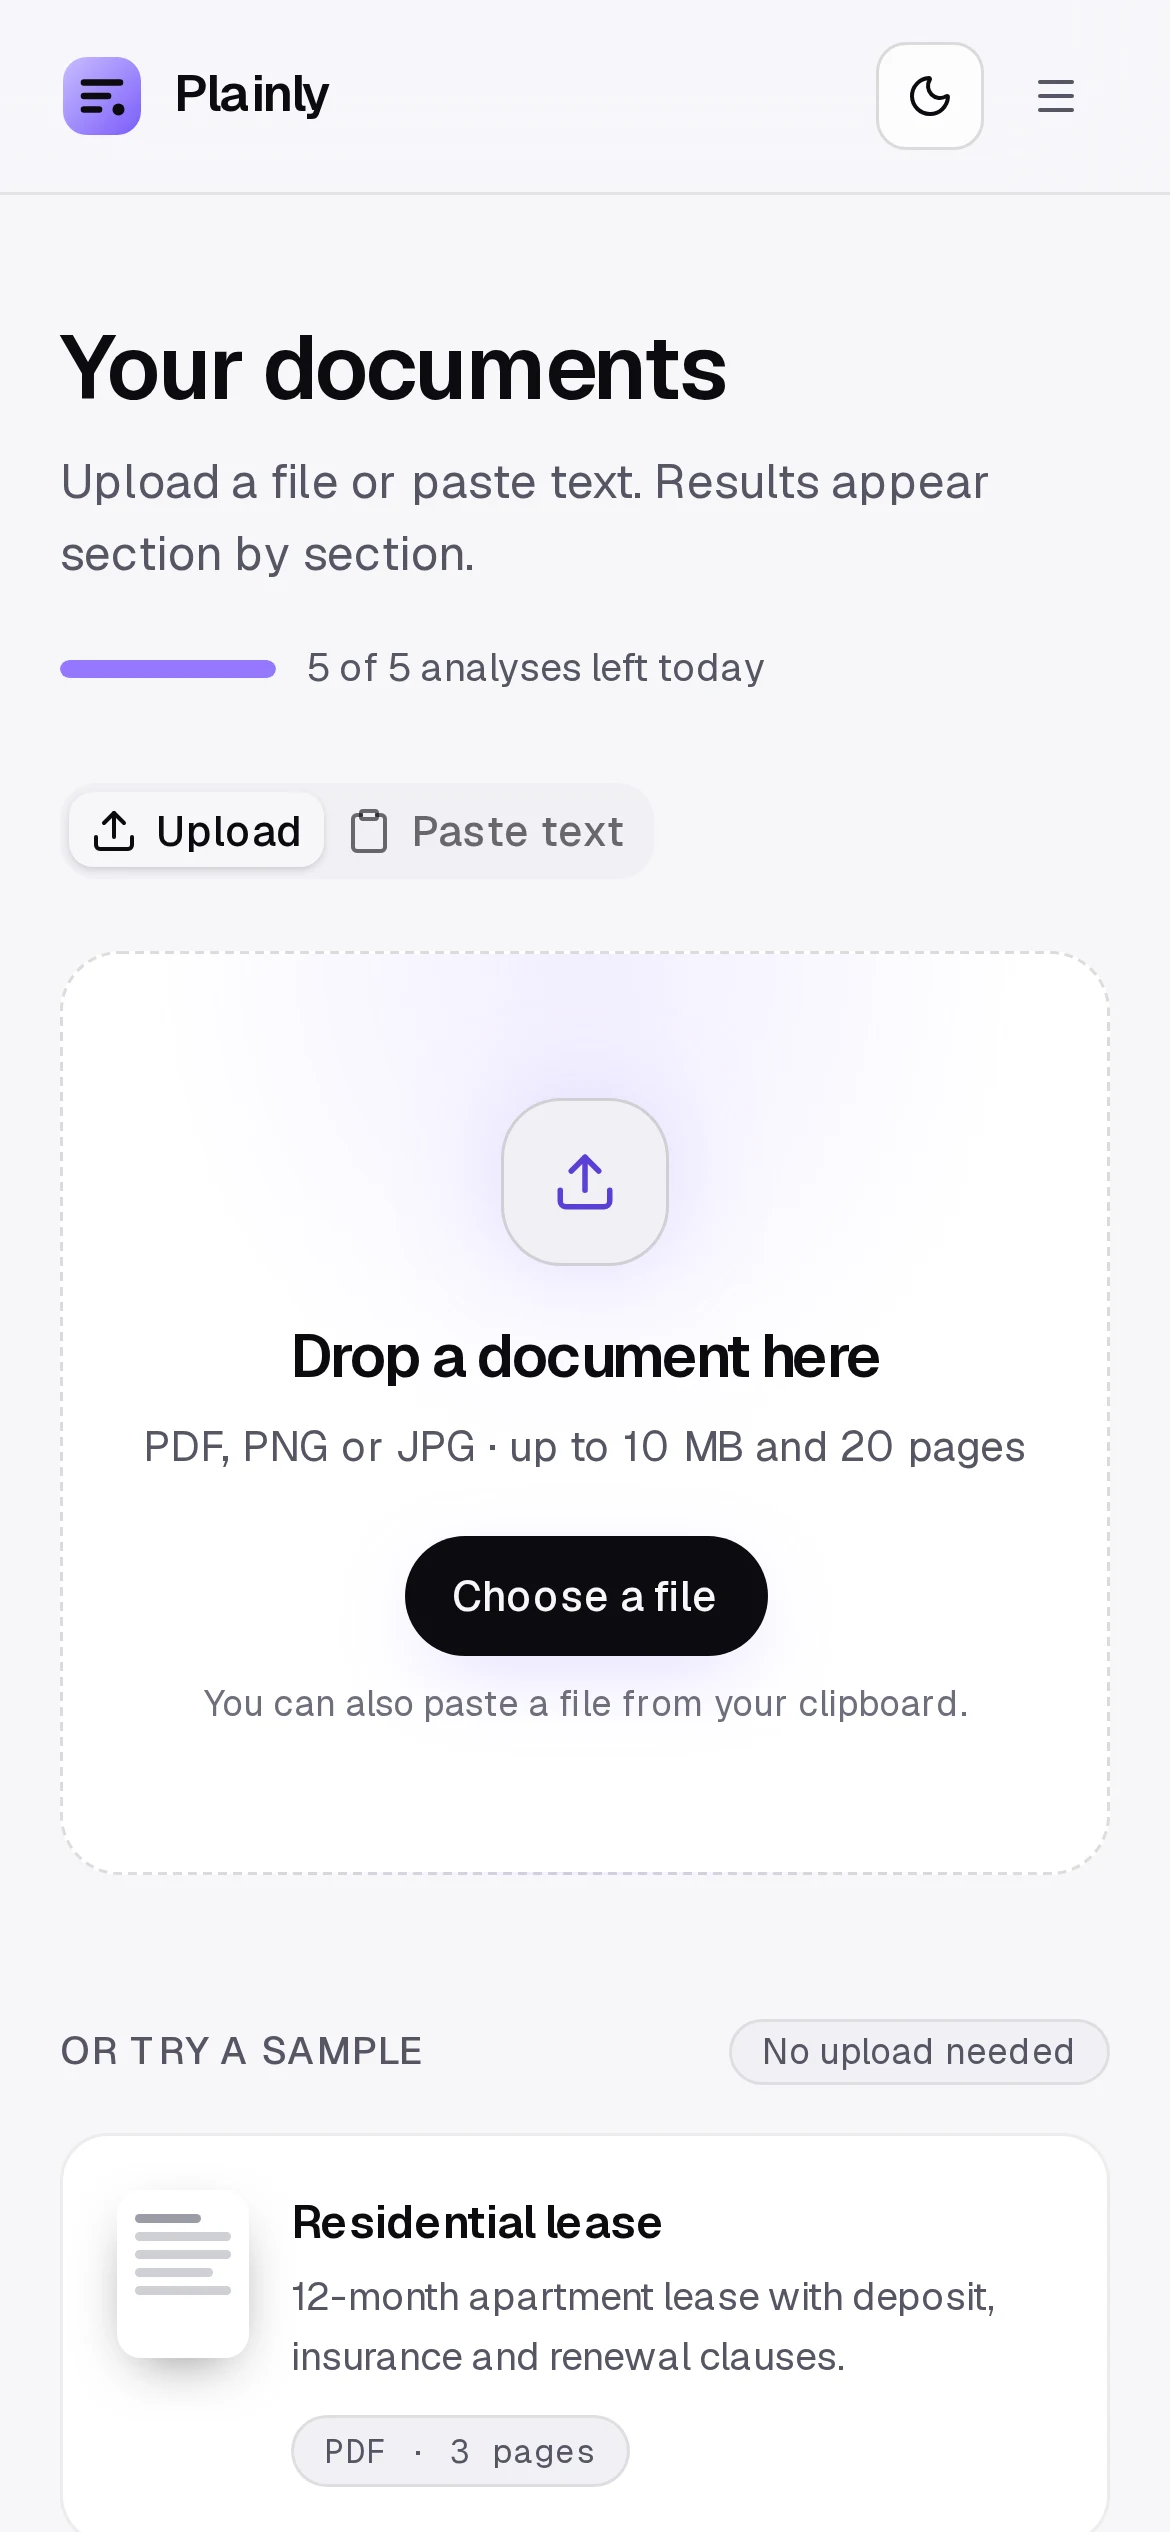 Plainly
Your documents
Upload a file or paste text. Results appear
section by section.
5 of 5 analyses left today
Upload
Paste text
Drop a document here
PDF, PNG or JPG · up to 10 MB and 20 pages
Choose a file
You can also paste a file from your clipboard.
OR TRY A SAMPLE
No upload needed
Residential lease
12-month apartment lease with deposit,
insurance and renewal clauses.
PDF · 3 pages